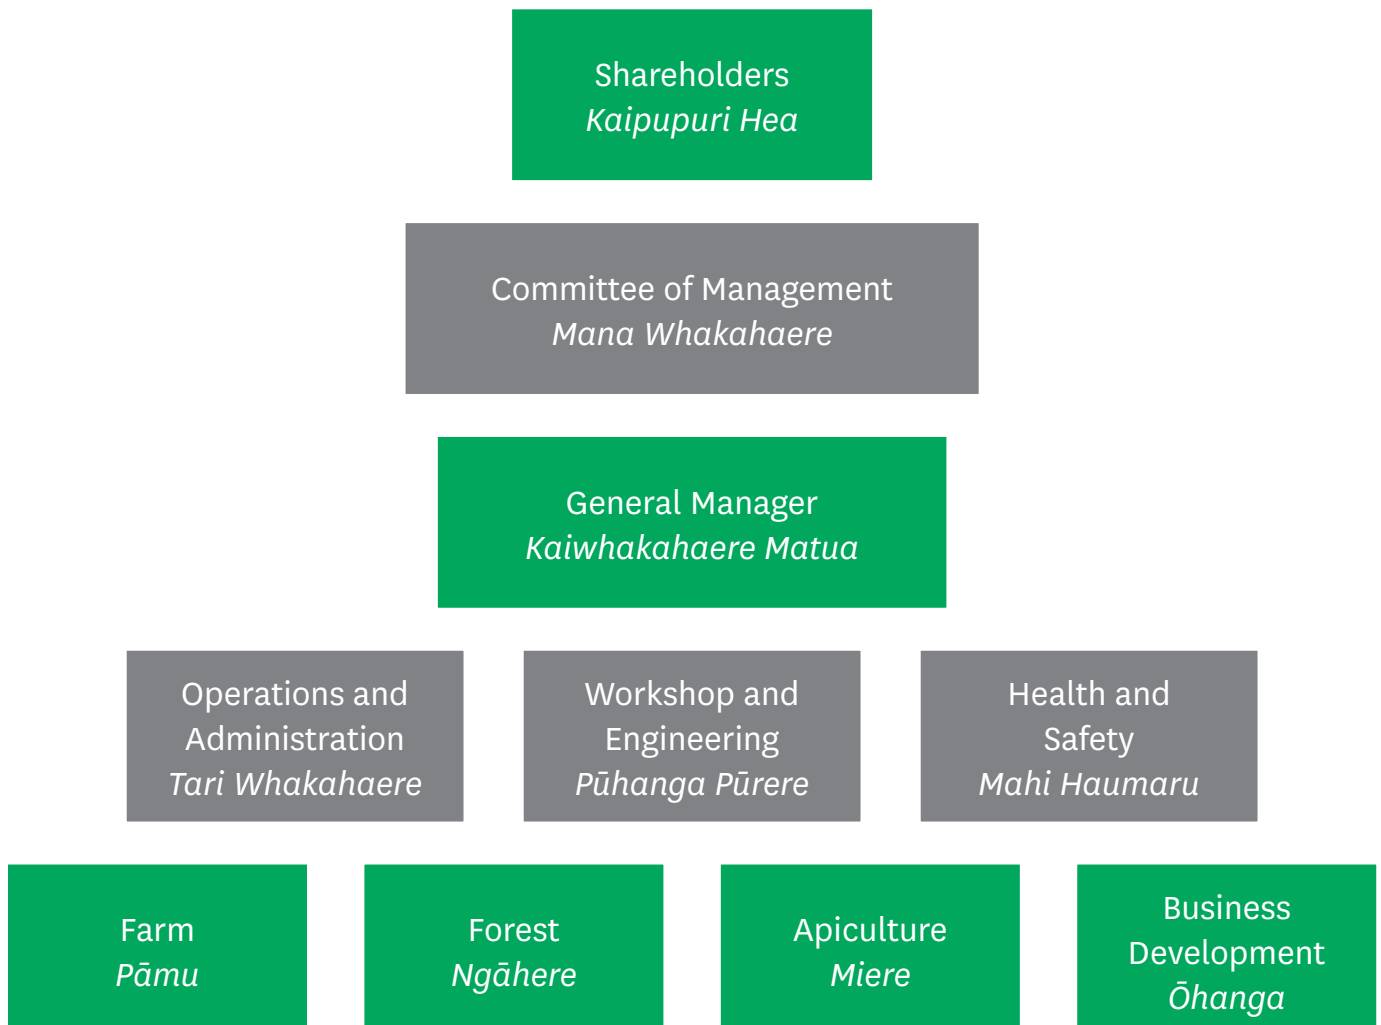 Shareholders
Kaipupuri Hea
Committee of Management
Mana Whakahaere
General Manager
Kaiwhakahaere Matua
Operations and
Administration
Tari Whakahaere
Workshop and
Engineering
Pūhanga Pūrere
Health and
Safety
Mahi Haumaru
Farm
Pāmu
Forest
Ngāhere
Apiculture
Miere
Business
Development
Ōhanga